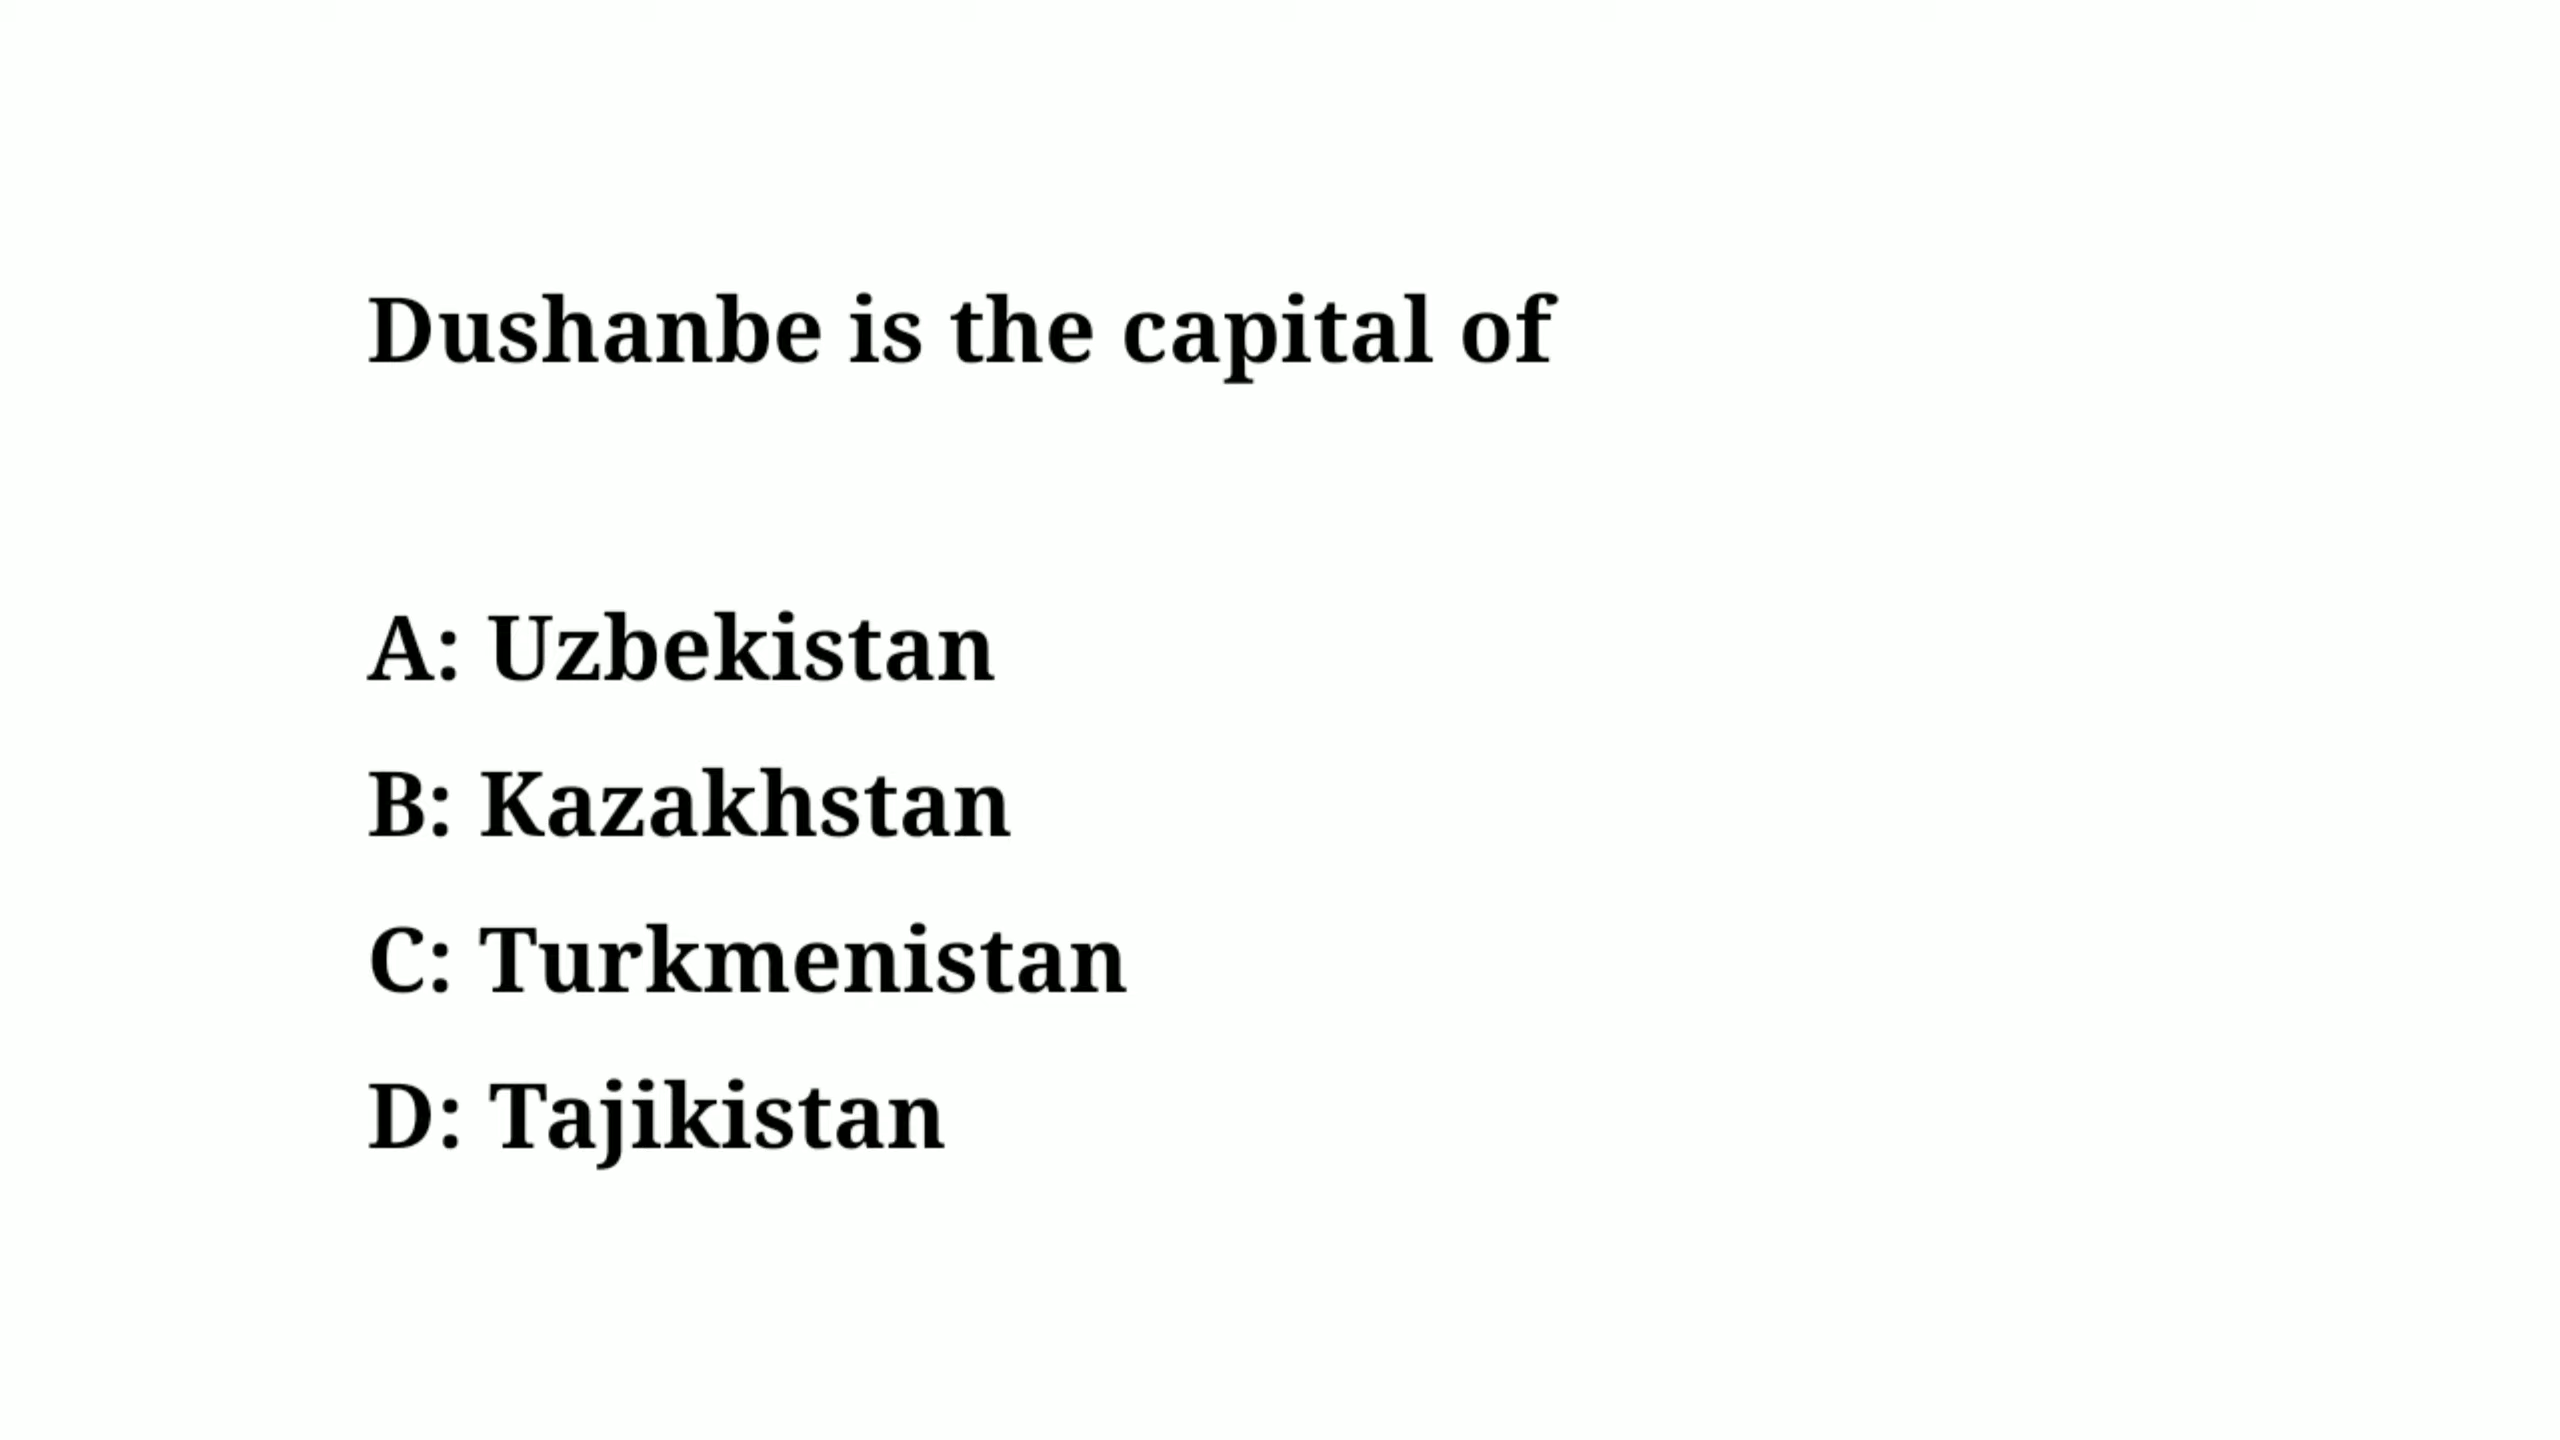 Dushanbe is the capital of
A: Uzbekistan
B: Kazakhstan
C: Turkmenistan
D: Tajikistan